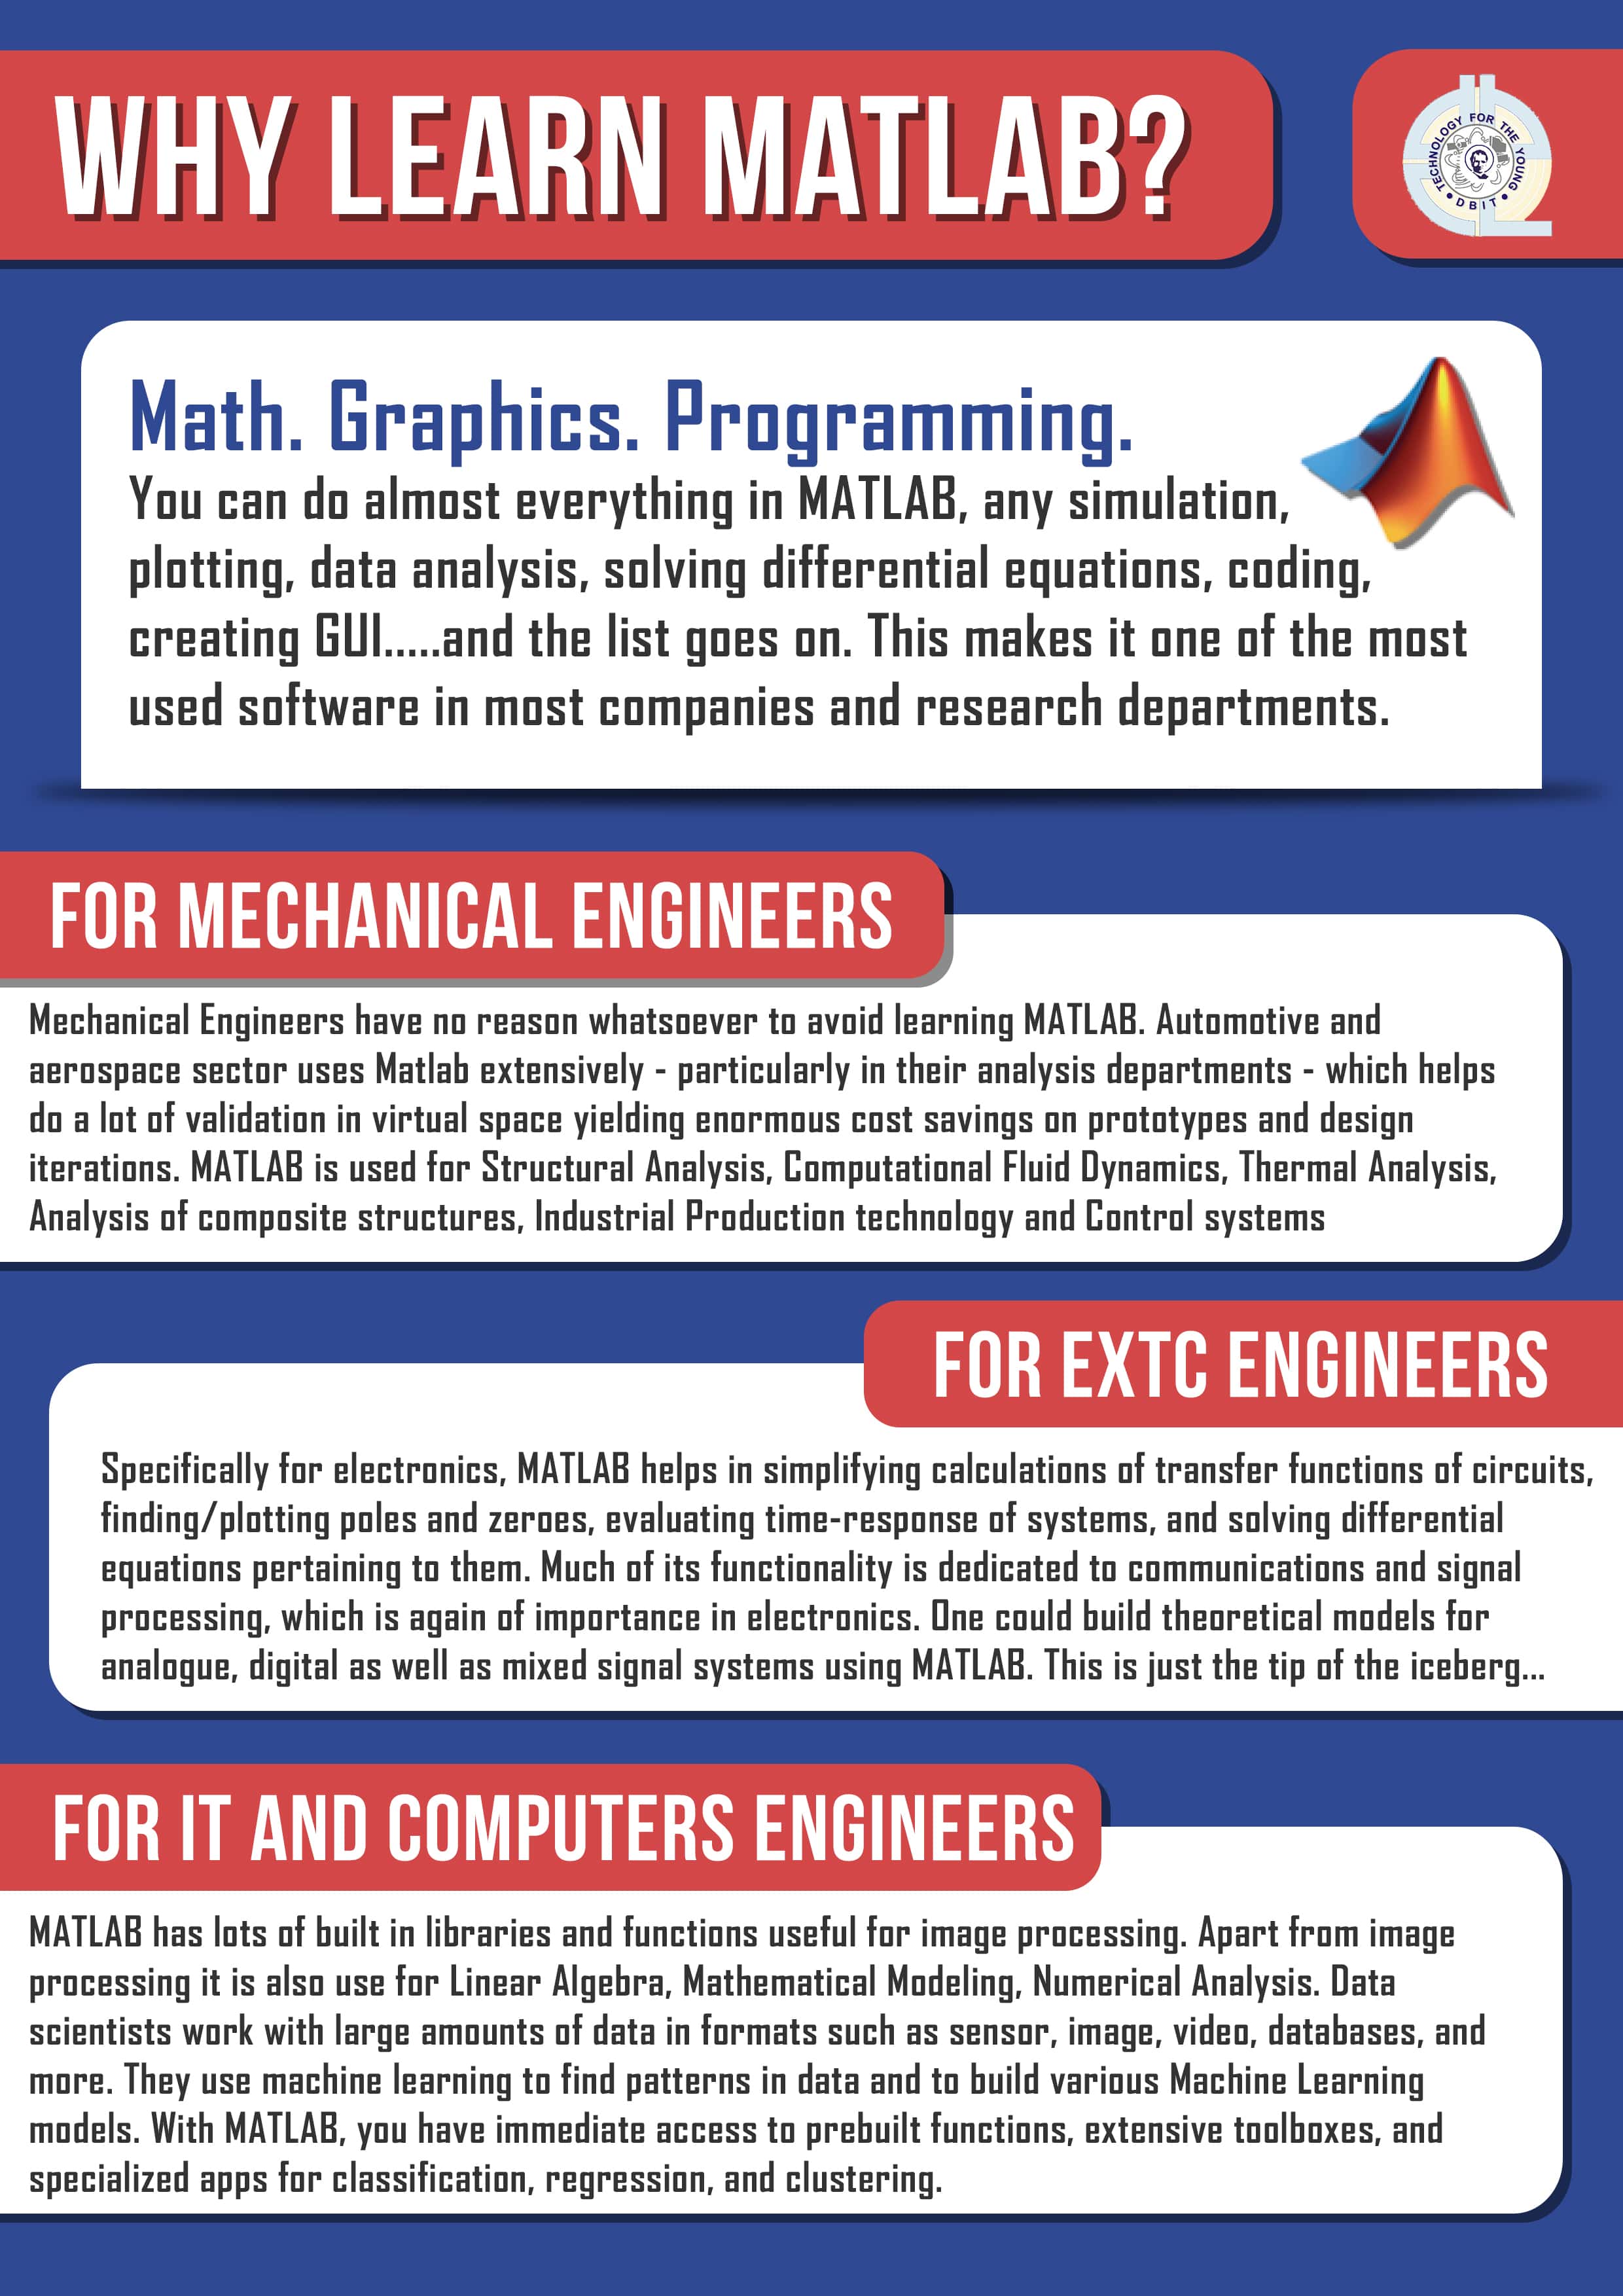 WHY LEARN MATLAB?
• TECHNOLOGY FOR THE YOUNG •
DBIT
Math. Graphics. Programming.
You can do almost everything in MATLAB, any simulation,
plotting, data analysis, solving differential equations, coding,
creating GUI.....and the list goes on. This makes it one of the most
used software in most companies and research departments.
FOR MECHANICAL ENGINEERS
Mechanical Engineers have no reason whatsoever to avoid learning MATLAB. Automotive and
aerospace sector uses Matlab extensively - particularly in their analysis departments - which helps
do a lot of validation in virtual space yielding enormous cost savings on prototypes and design
iterations. MATLAB is used for Structural Analysis, Computational Fluid Dynamics, Thermal Analysis,
Analysis of composite structures, Industrial Production technology and Control systems
FOR EXTC ENGINEERS
Specifically for electronics, MATLAB helps in simplifying calculations of transfer functions of circuits,
finding/plotting poles and zeroes, evaluating time-response of systems, and solving differential
equations pertaining to them. Much of its functionality is dedicated to communications and signal
processing, which is again of importance in electronics. One could build theoretical models for
analogue, digital as well as mixed signal systems using MATLAB. This is just the tip of the iceberg...
FOR IT AND COMPUTERS ENGINEERS
MATLAB has lots of built in libraries and functions useful for image processing. Apart from image
processing it is also use for Linear Algebra, Mathematical Modeling, Numerical Analysis. Data
scientists work with large amounts of data in formats such as sensor, image, video, databases, and
more. They use machine learning to find patterns in data and to build various Machine Learning
models. With MATLAB, you have immediate access to prebuilt functions, extensive toolboxes, and
specialized apps for classification, regression, and clustering.